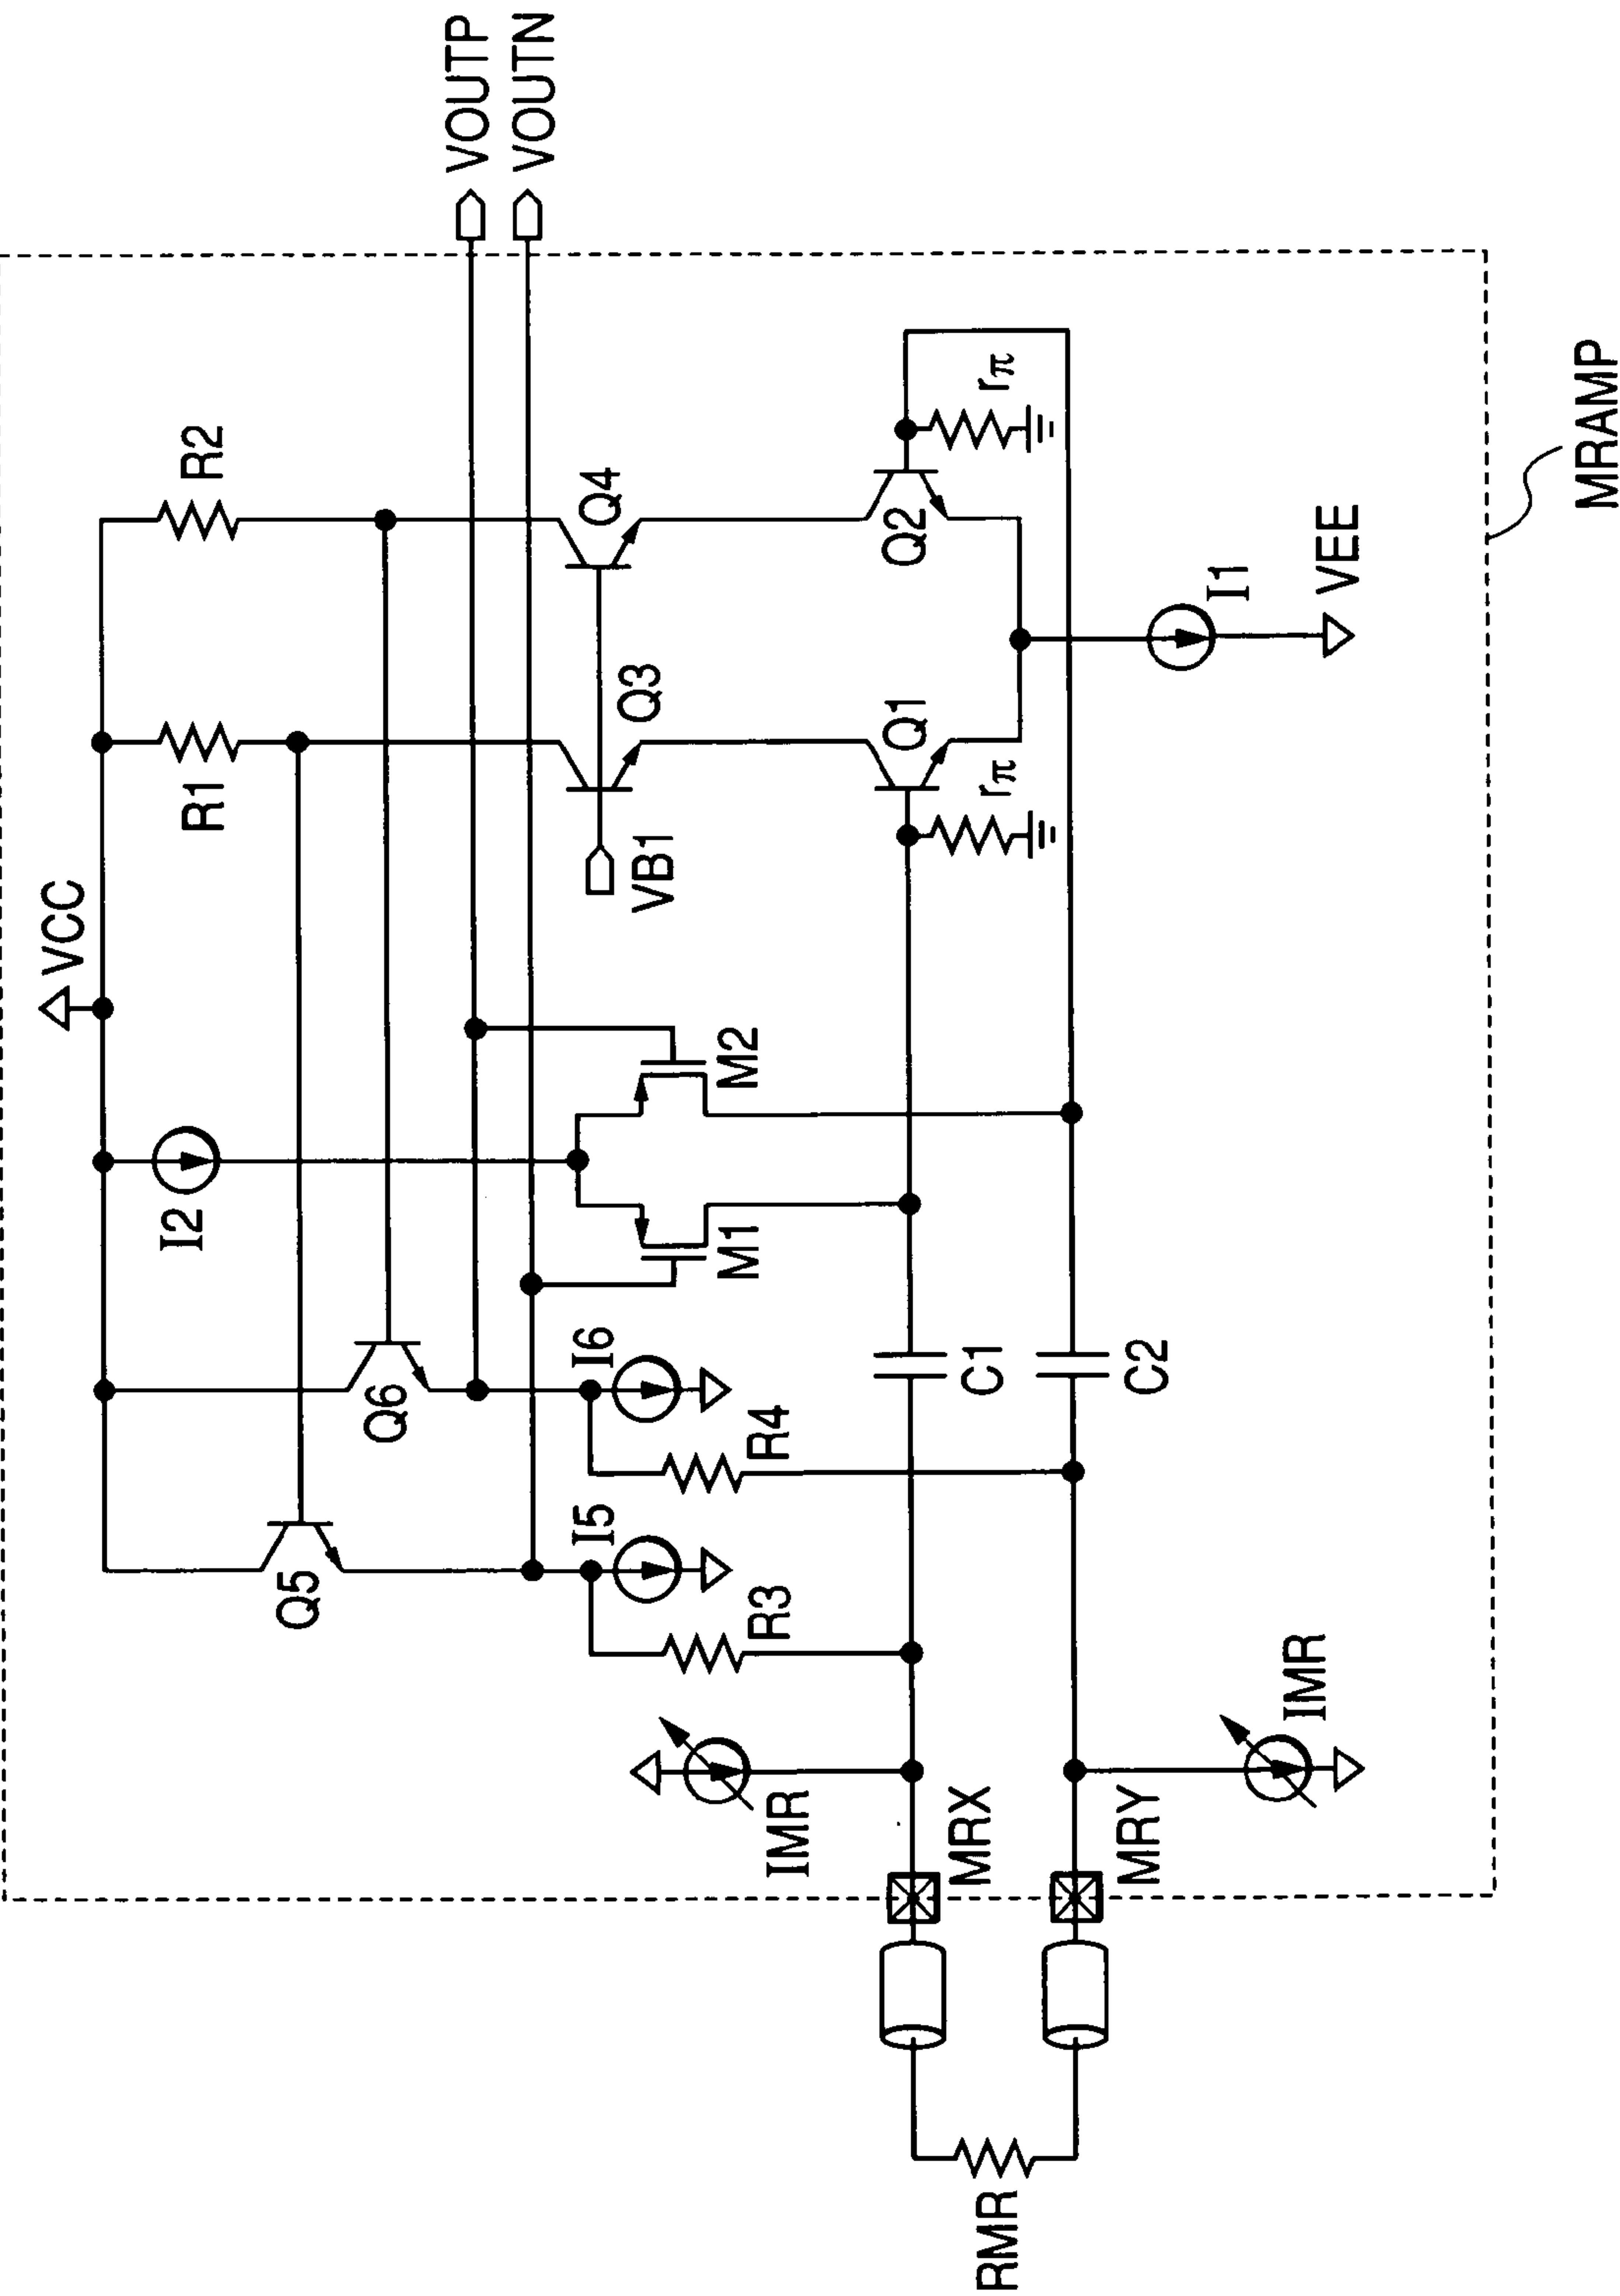 VCC
R1
R2
I2
Q5
Q6
VOUTP
VOUTN
I5
I6
R3
R4
M1
M2
VB1
Q3
Q4
IMR
MRX
C1
rπ
Q1
Q2
rπ
RMR
MRY
C2
IMR
I1
VEE
MRAMP